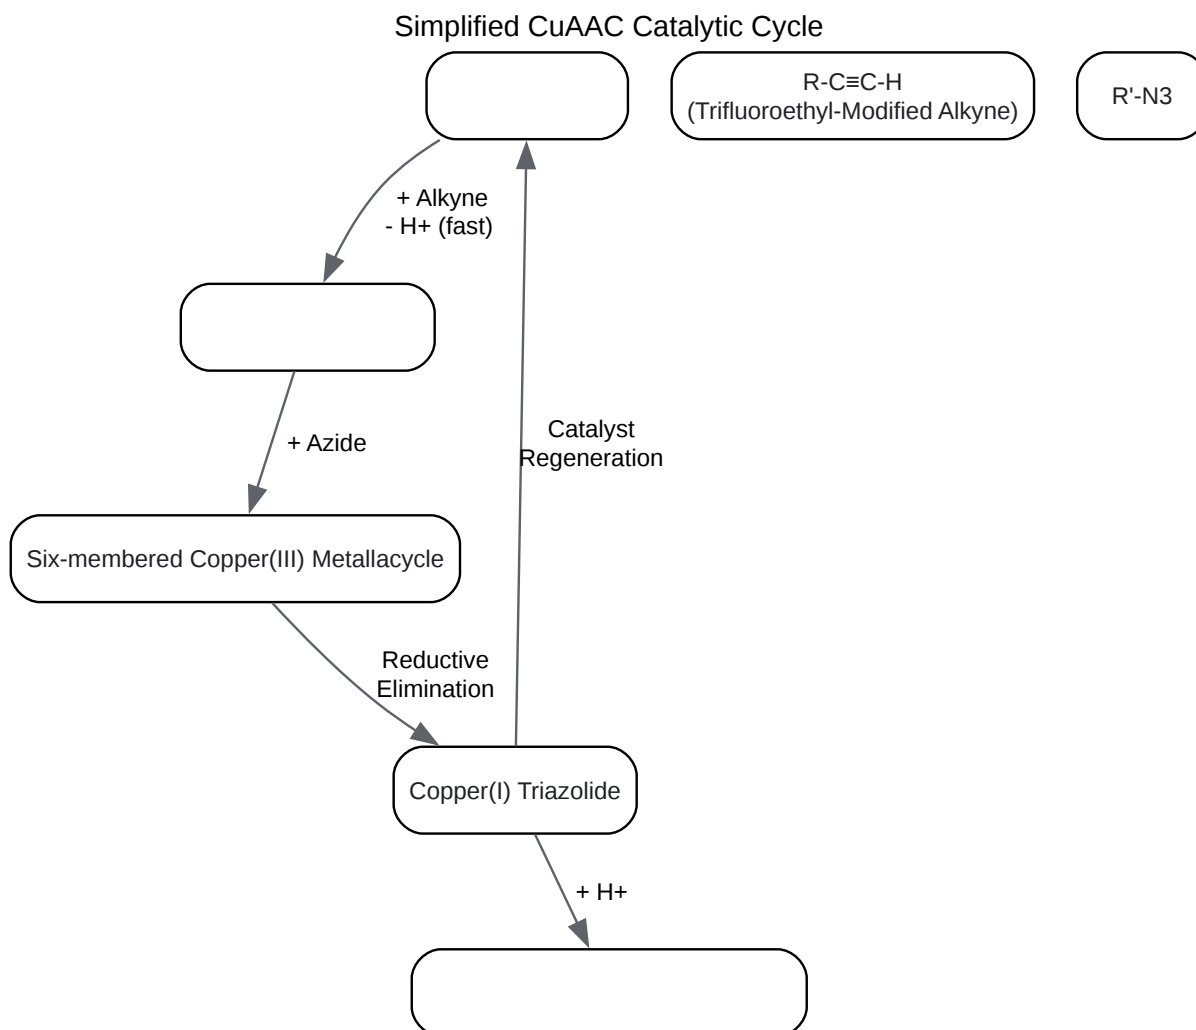 Simplified CuAAC Catalytic Cycle
R-C≡C-H
(Trifluoroethyl-Modified Alkyne)
R'-N3
+ Alkyne
- H+ (fast)
+ Azide
Catalyst
Regeneration
Six-membered Copper(III) Metallacycle
Reductive
Elimination
Copper(I) Triazolide
+ H+